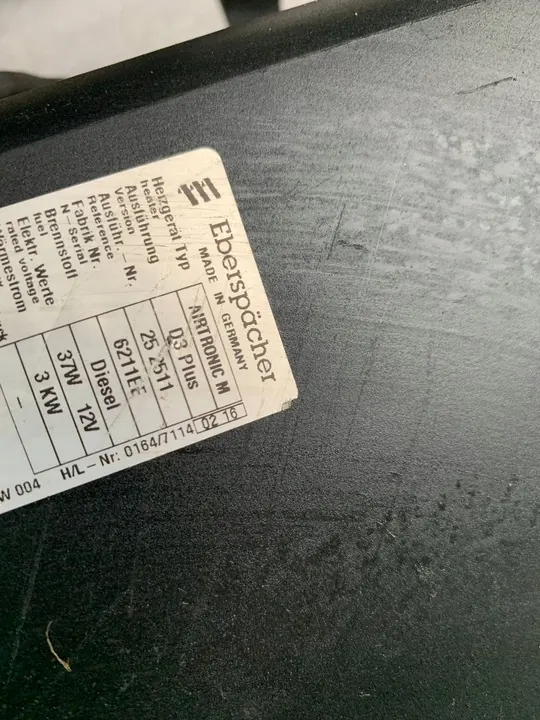 Eberspächer
MADE IN GERMANY
Heizgerät Typ
heater
AIRTRONIC M
Ausführung
version
D3 Plus
Ausführ. - Nr.
Reference
25 2511
Fabrik Nr.
N - Serial
6211EE
Brennstoff
fuel
Diesel
Elektr. Werte
rated voltage
37W 12V
Wärmestrom
3 KW
-
H/L - Nr: 0164/7114 02 16
W 004